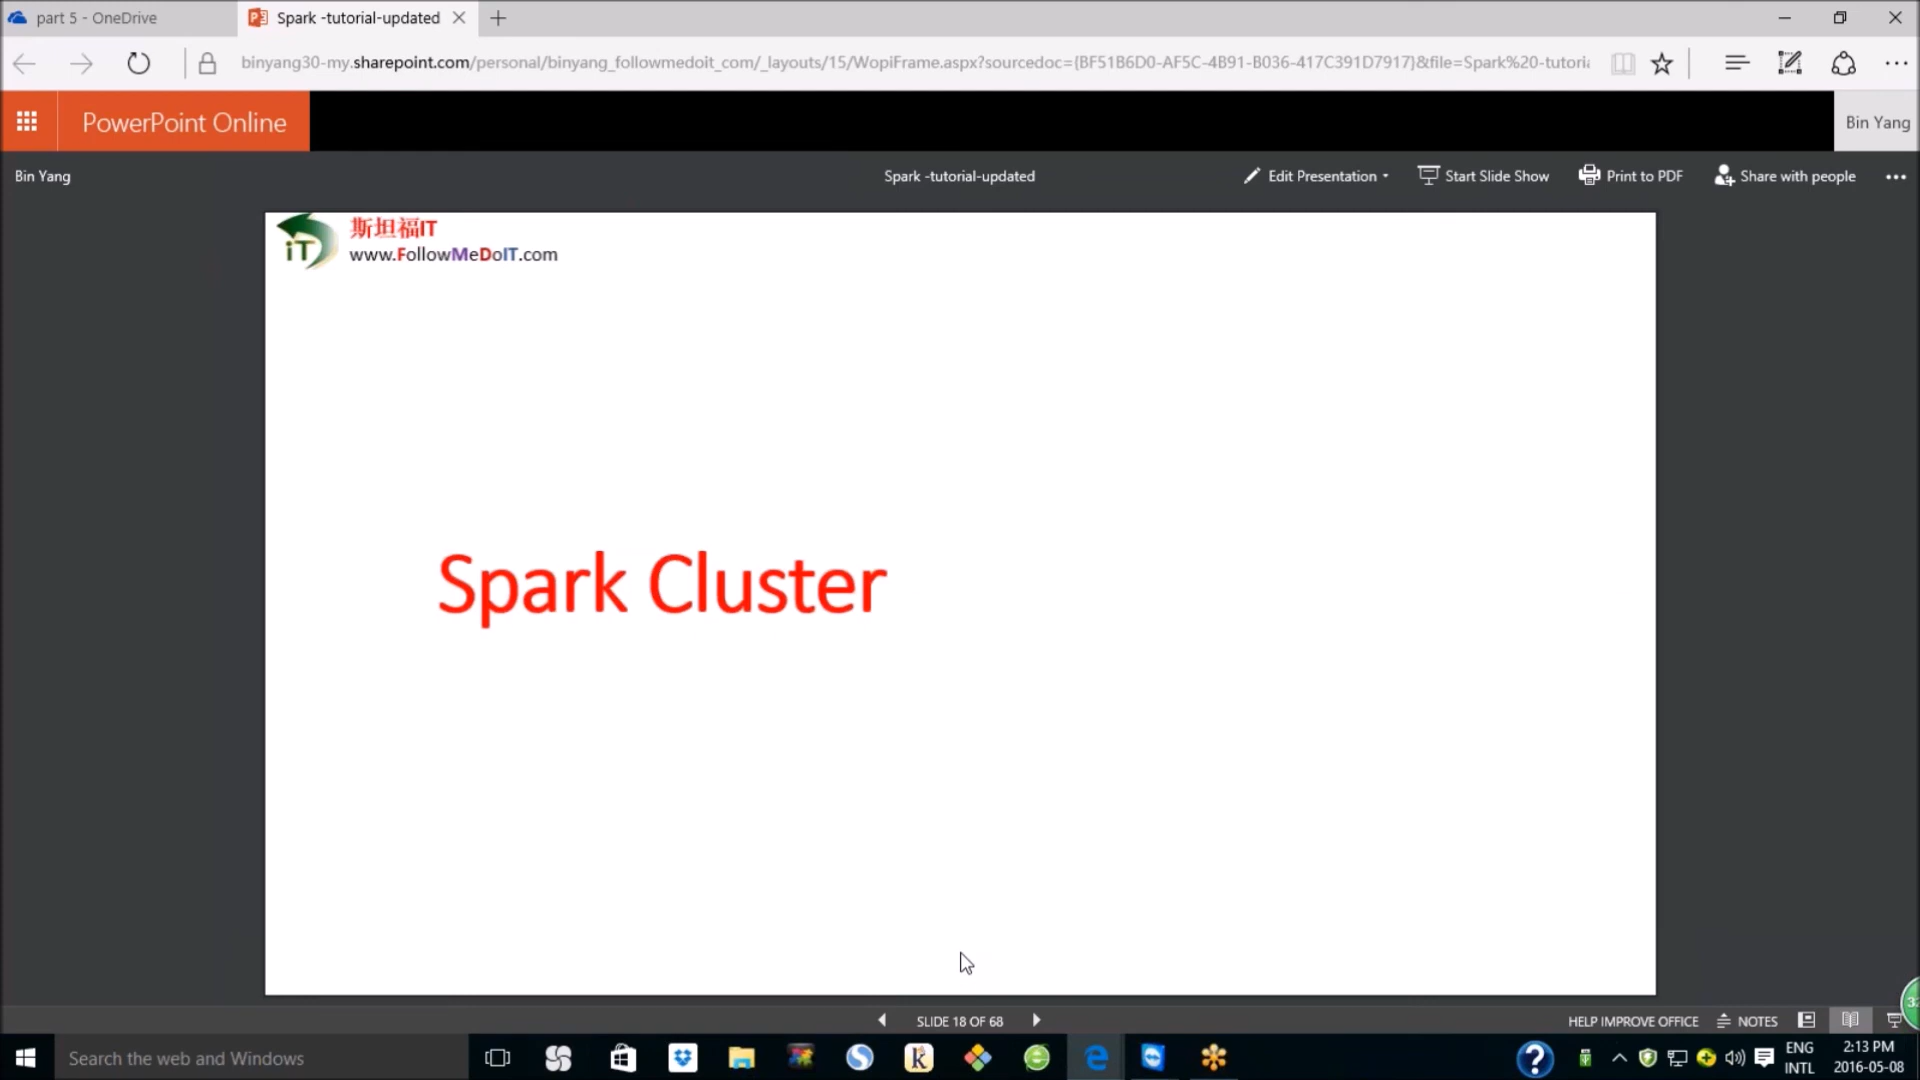 part 5 - OneDrive
Spark -tutorial-updated
binyang30-my.sharepoint.com/personal/binyang_followmedoit_com/_layouts/15/WopiFrame.aspx?sourcedoc={BF51B6D0-AF5C-4B91-B036-417C391D7917}&file=Spark%20-tutoria
PowerPoint Online
Bin Yang
Bin Yang
Spark -tutorial-updated
Edit Presentation
Start Slide Show
Print to PDF
Share with people
iT
斯坦福IT
www.FollowMeDoIT.com
Spark Cluster
SLIDE 18 OF 68
HELP IMPROVE OFFICE
NOTES
Search the web and Windows
ENG
INTL
2:13 PM
2016-05-08